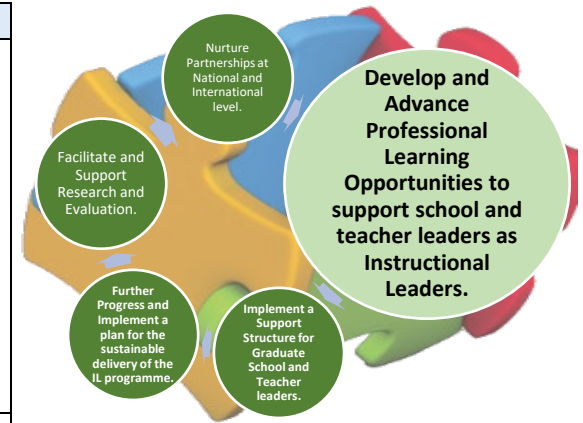 Nurture
Partnerships at
National and
International
level.
Develop and
Advance
Professional
Learning
Opportunities to
support school and
teacher leaders as
Instructional
Leaders.
Facilitate and
Support
Research and
Evaluation.
Further
Progress and
Implement a
plan for the
sustainable
delivery of the
IL programme.
Implement a
Support
Structure for
Graduate
School and
Teacher
leaders.